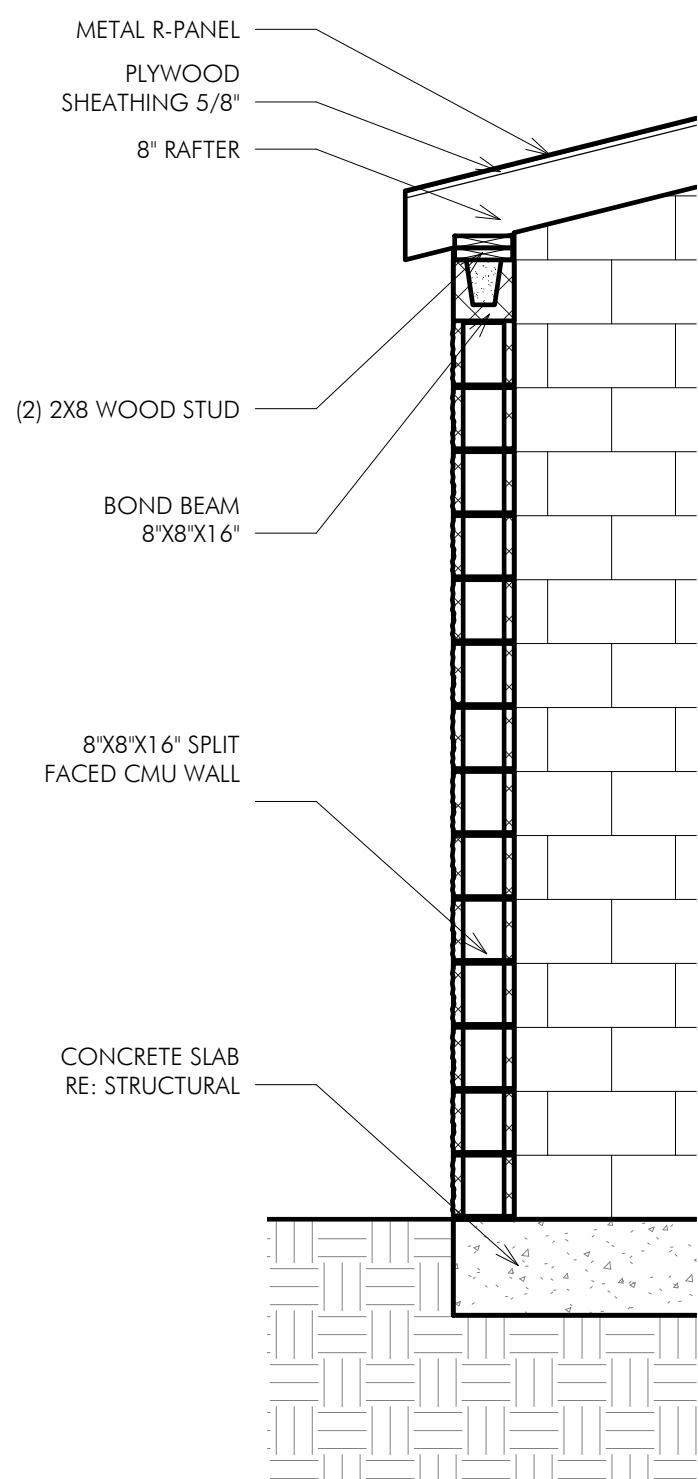 METAL R-PANEL
PLYWOOD
SHEATHING 5/8"
8" RAFTER
(2) 2X8 WOOD STUD
BOND BEAM
8"X8"X16"
8"X8"X16" SPLIT
FACED CMU WALL
CONCRETE SLAB
RE: STRUCTURAL